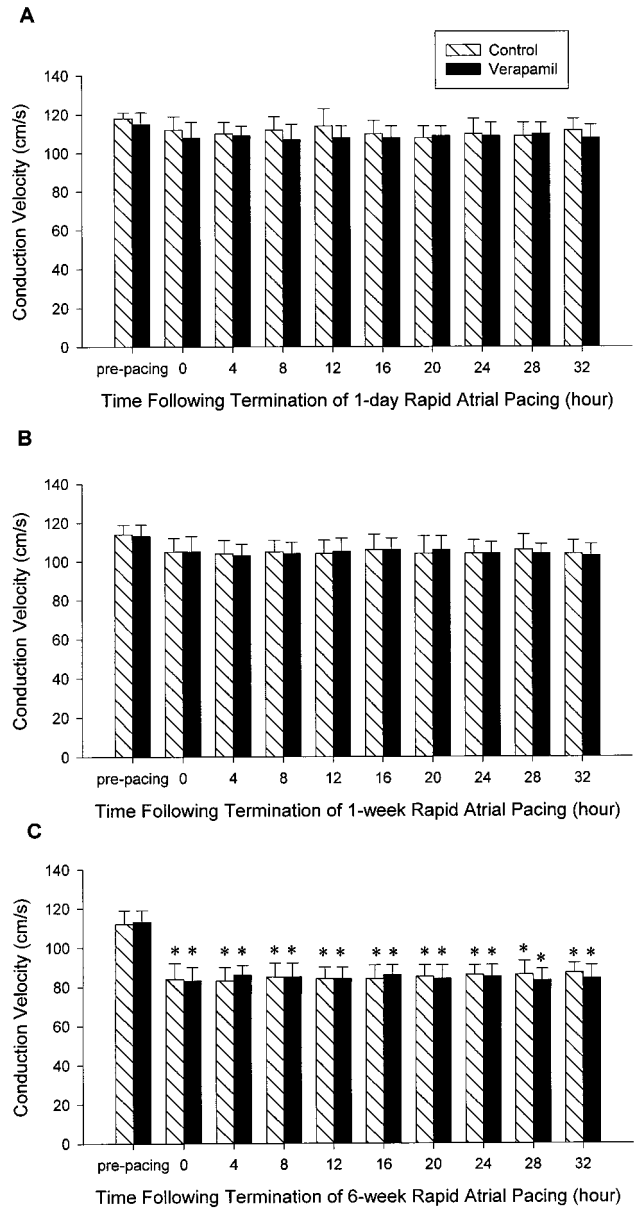 A
Control
Verapamil
140
120
100
80
60
40
20
0
Conduction Velocity (cm/s)
pre-pacing 0 4 8 12 16 20 24 28 32
Time Following Termination of 1-day Rapid Atrial Pacing (hour)
B
140
120
100
80
60
40
20
0
Conduction Velocity (cm/s)
pre-pacing 0 4 8 12 16 20 24 28 32
Time Following Termination of 1-week Rapid Atrial Pacing (hour)
C
140
120
100
80
60
40
20
0
Conduction Velocity (cm/s)
* * * * * * * * * * * * * * * * * *
pre-pacing 0 4 8 12 16 20 24 28 32
Time Following Termination of 6-week Rapid Atrial Pacing (hour)